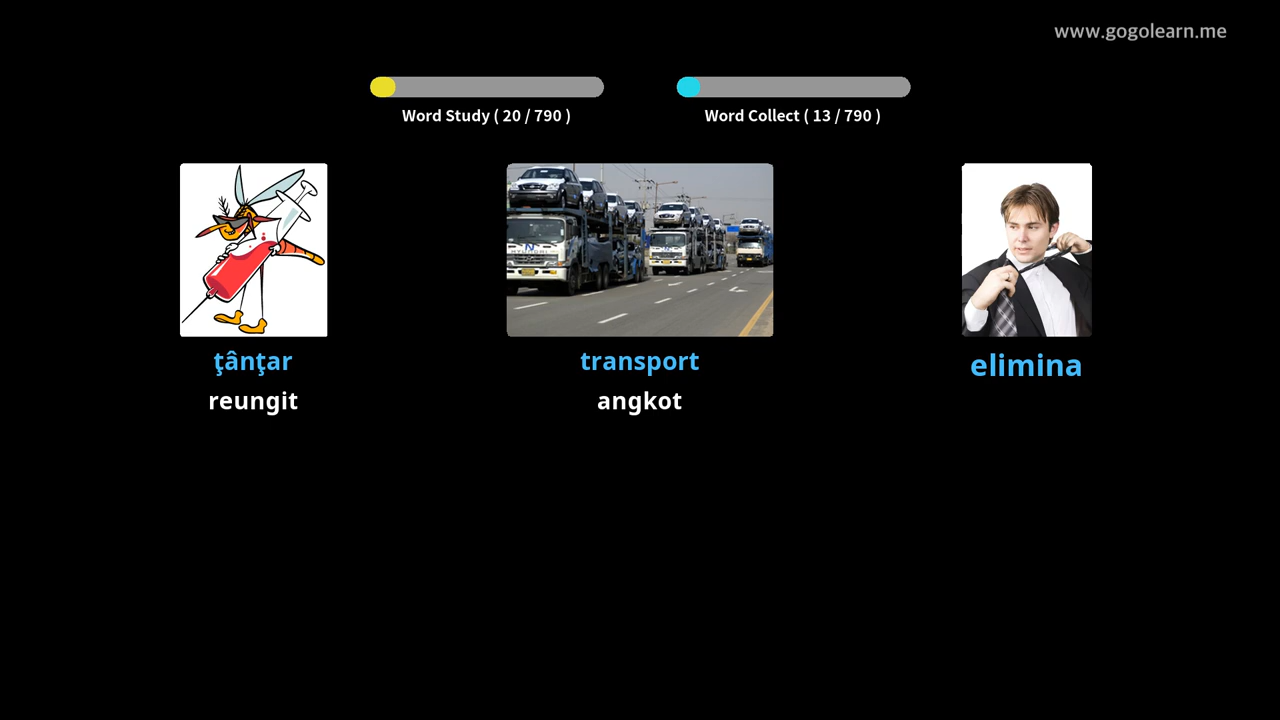 www.gogolearn.me
Word Study ( 20 / 790 )
Word Collect ( 13 / 790 )
ţânţar
transport
elimina
reungit
angkot